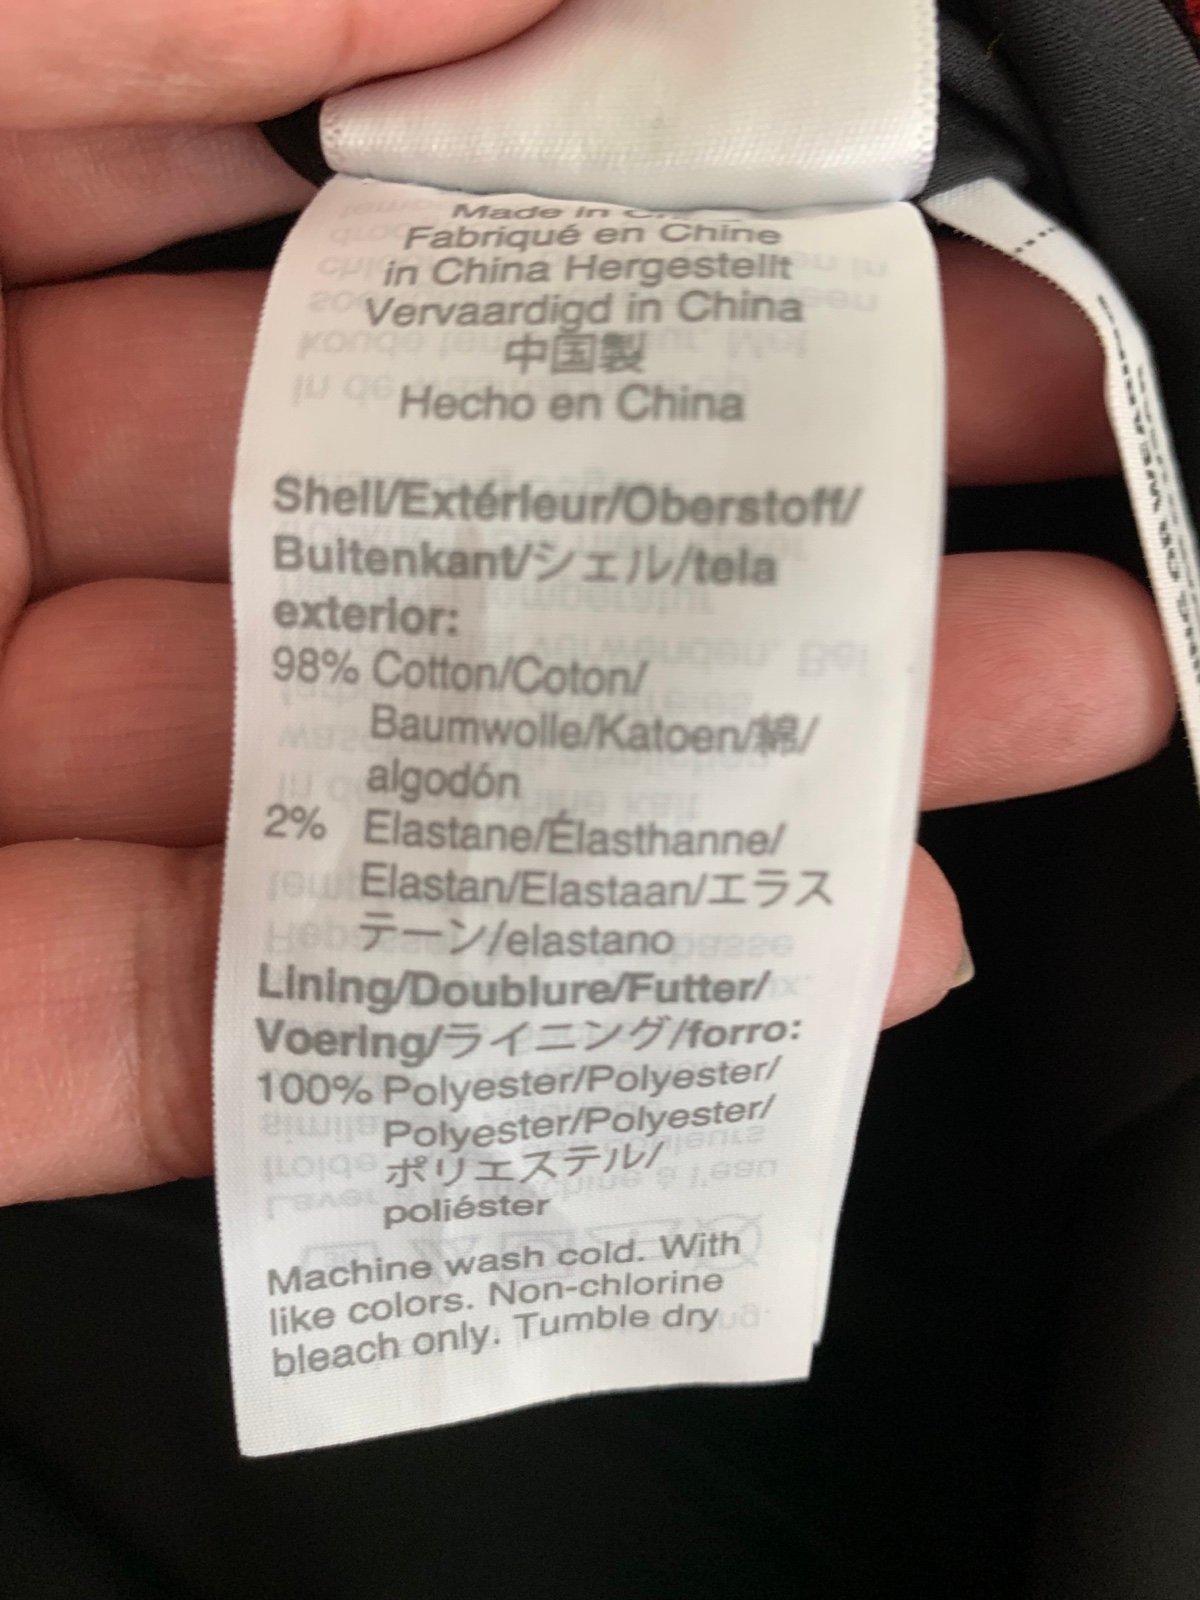 Made in
Fabriqué en Chine
in China Hergestellt
Vervaardigd in China
中国製
Hecho en China
Shell/Extérieur/Oberstoff/
Buitenkant/シェル/tela
exterior:
98% Cotton/Coton/
Baumwolle/Katoen/綿/
algodón
2% Elastane/Élasthanne/
Elastan/Elastaan/エラス
テーン/elastano
Lining/Doublure/Futter/
Voering/ライニング/forro:
100% Polyester/Polyester/
Polyester/Polyester/
ポリエステル/
poliéster
Machine wash cold. With
like colors. Non-chlorine
bleach only. Tumble dry